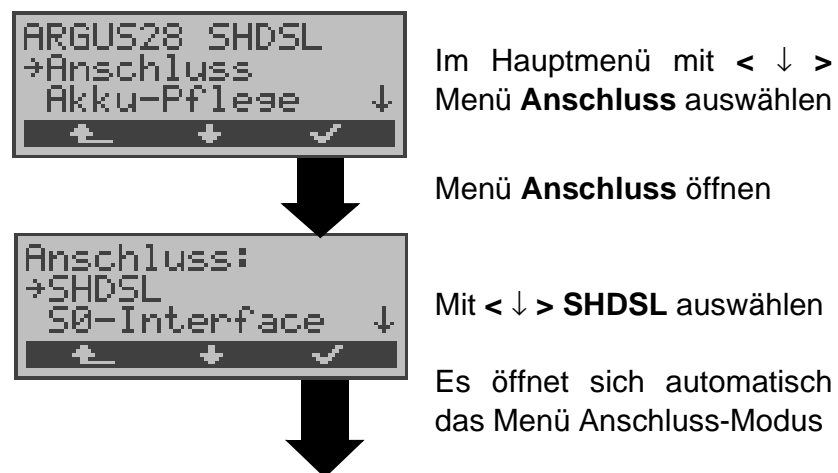 ARGUS28 SHDSL
→Anschluss
Akku-Pflege ↓
Im Hauptmenü mit < ↓ >
Menü Anschluss auswählen
Menü Anschluss öffnen
Anschluss:
→SHDSL
S0-Interface ↓
Mit < ↓ > SHDSL auswählen
Es öffnet sich automatisch
das Menü Anschluss-Modus